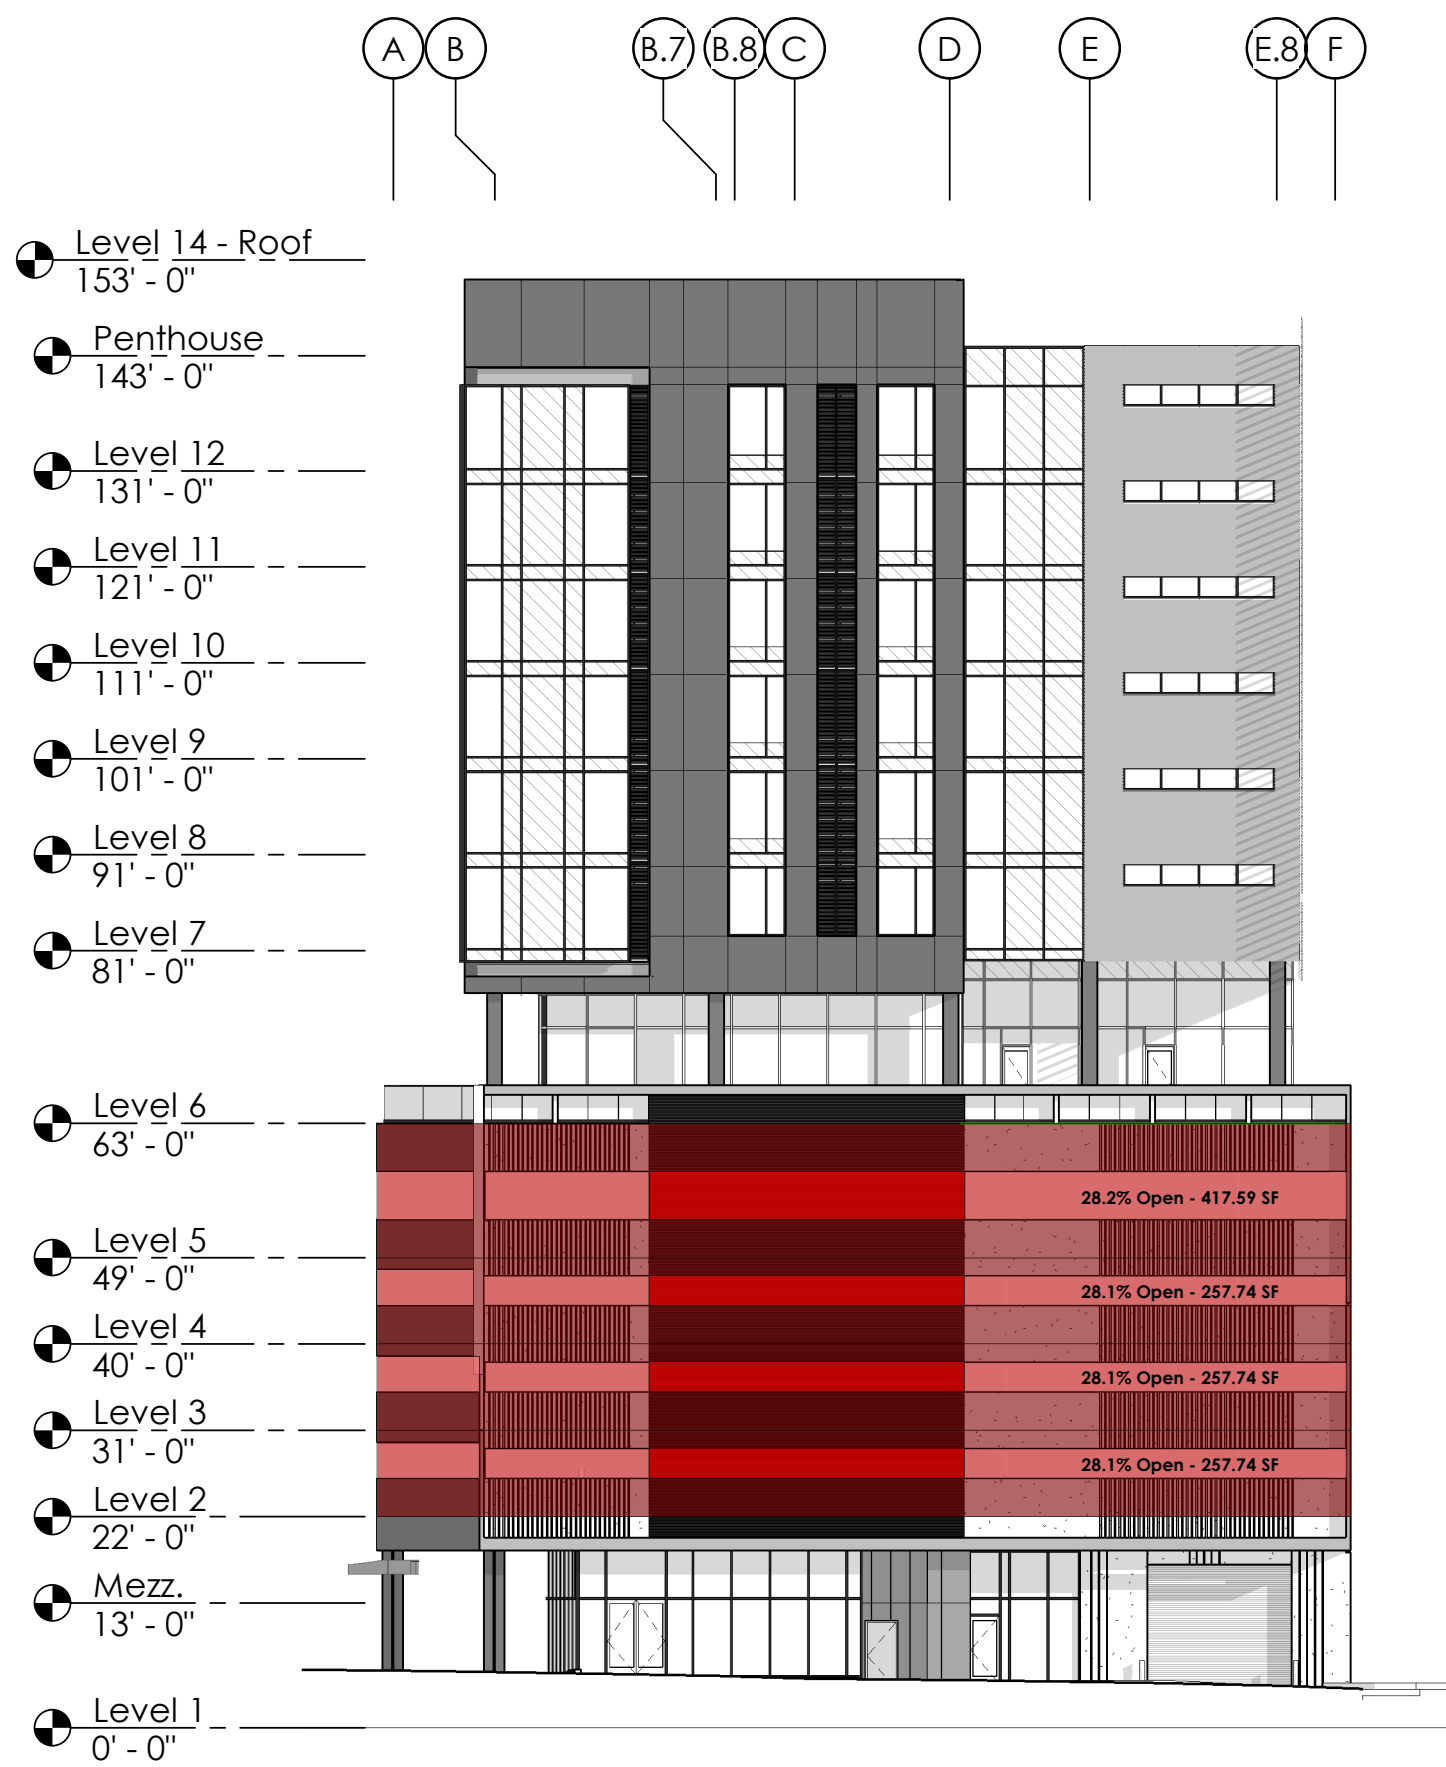 A B B.7 B.8 C D E E.8 F
Level 14 - Roof
153' - 0"
Penthouse
143' - 0"
Level 12
131' - 0"
Level 11
121' - 0"
Level 10
111' - 0"
Level 9
101' - 0"
Level 8
91' - 0"
Level 7
81' - 0"
Level 6
63' - 0"
28.2% Open - 417.59 SF
Level 5
49' - 0"
28.1% Open - 257.74 SF
Level 4
40' - 0"
28.1% Open - 257.74 SF
Level 3
31' - 0"
28.1% Open - 257.74 SF
Level 2
22' - 0"
Mezz.
13' - 0"
Level 1
0' - 0"